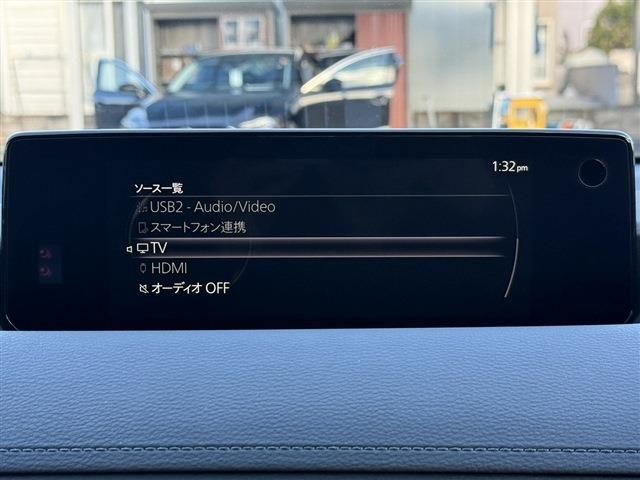 1:32pm
ソース一覧
USB2 - Audio/Video
スマートフォン連携
TV
HDMI
オーディオ OFF